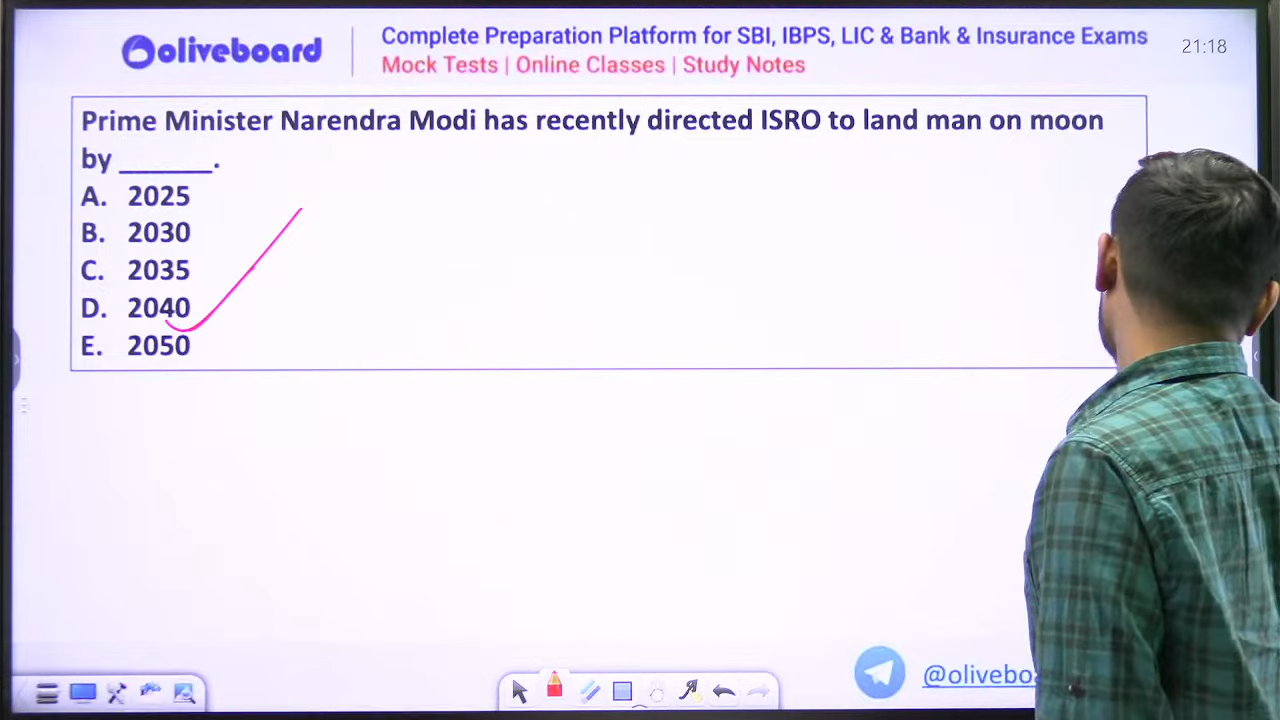 oliveboard
Complete Preparation Platform for SBI, IBPS, LIC & Bank & Insurance Exams
Mock Tests | Online Classes | Study Notes
21:18
Prime Minister Narendra Modi has recently directed ISRO to land man on moon
by ______.
A. 2025
B. 2030
C. 2035
D. 2040
E. 2050